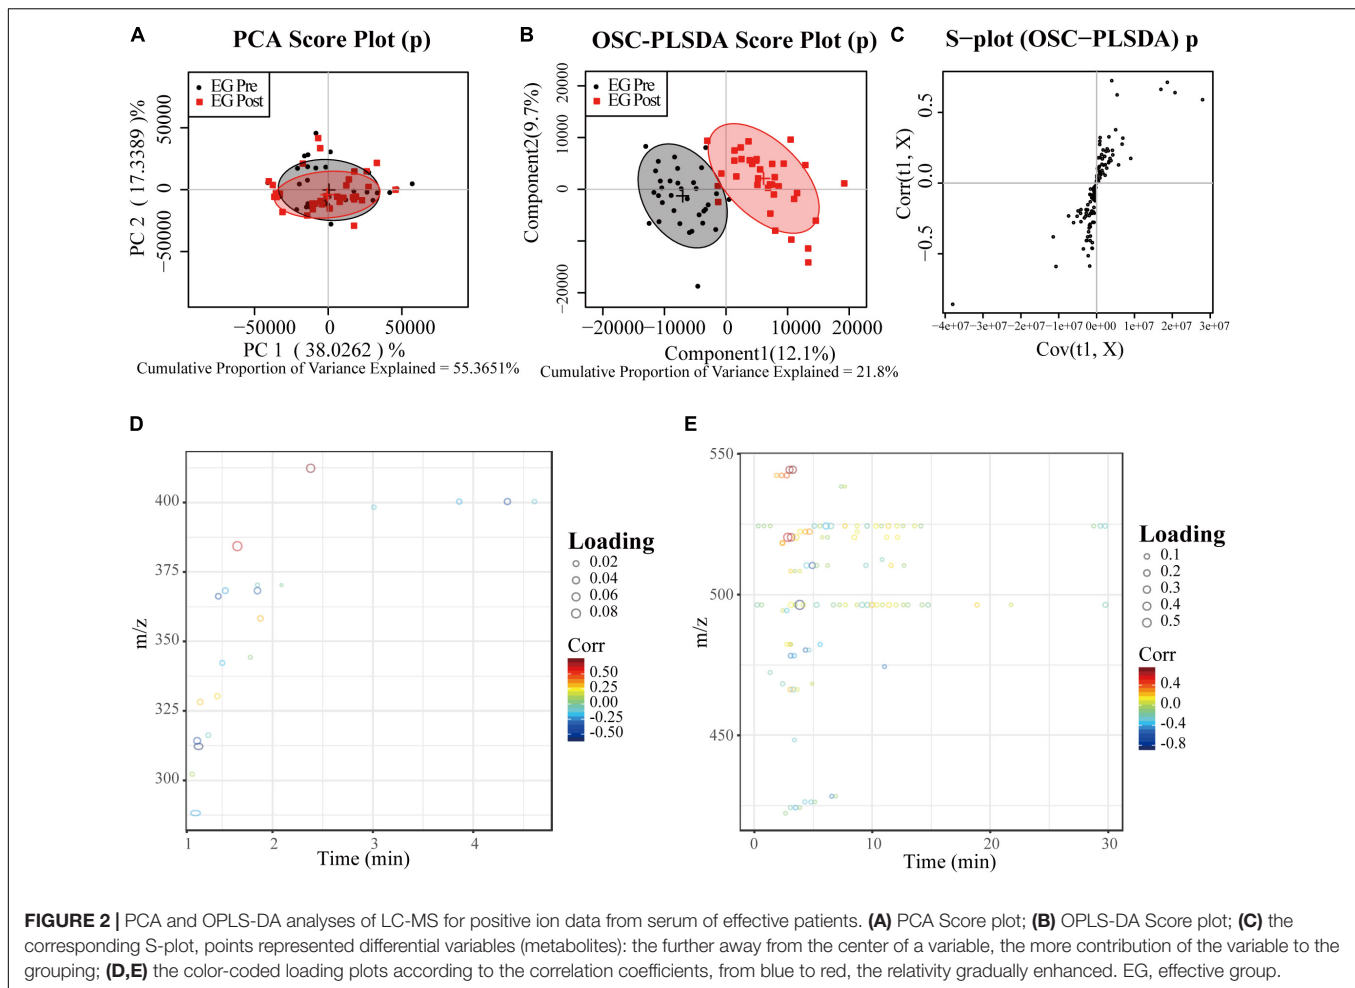 A
PCA Score Plot (p)
EG Pre
EG Post
50000
0
−50000
PC 2 ( 17.3389 )%
−50000 0 50000
PC 1 ( 38.0262 ) %
Cumulative Proportion of Variance Explained = 55.3651%
B
OSC-PLSDA Score Plot (p)
EG Pre
EG Post
20000
10000
0
−20000
Component2(9.7%)
−20000 −10000 0 10000 20000
Component1(12.1%)
Cumulative Proportion of Variance Explained = 21.8%
C
S−plot (OSC−PLSDA) p
0.5
0.0
−0.5
Corr(t1, X)
−4e+07 −3e+07 −2e+07 −1e+07 0e+00 1e+07 2e+07 3e+07
Cov(t1, X)
D
400
375
350
325
300
m/z
1 2 3 4
Time (min)
Loading
0.02
0.04
0.06
0.08
Corr
0.50
0.25
0.00
-0.25
-0.50
E
550
500
450
m/z
0 10 20 30
Time (min)
Loading
0.1
0.2
0.3
0.4
0.5
Corr
0.4
0.0
-0.4
-0.8
FIGURE 2 | PCA and OPLS-DA analyses of LC-MS for positive ion data from serum of effective patients. (A) PCA Score plot; (B) OPLS-DA Score plot; (C) the
corresponding S-plot, points represented differential variables (metabolites): the further away from the center of a variable, the more contribution of the variable to the
grouping; (D,E) the color-coded loading plots according to the correlation coefficients, from blue to red, the relativity gradually enhanced. EG, effective group.